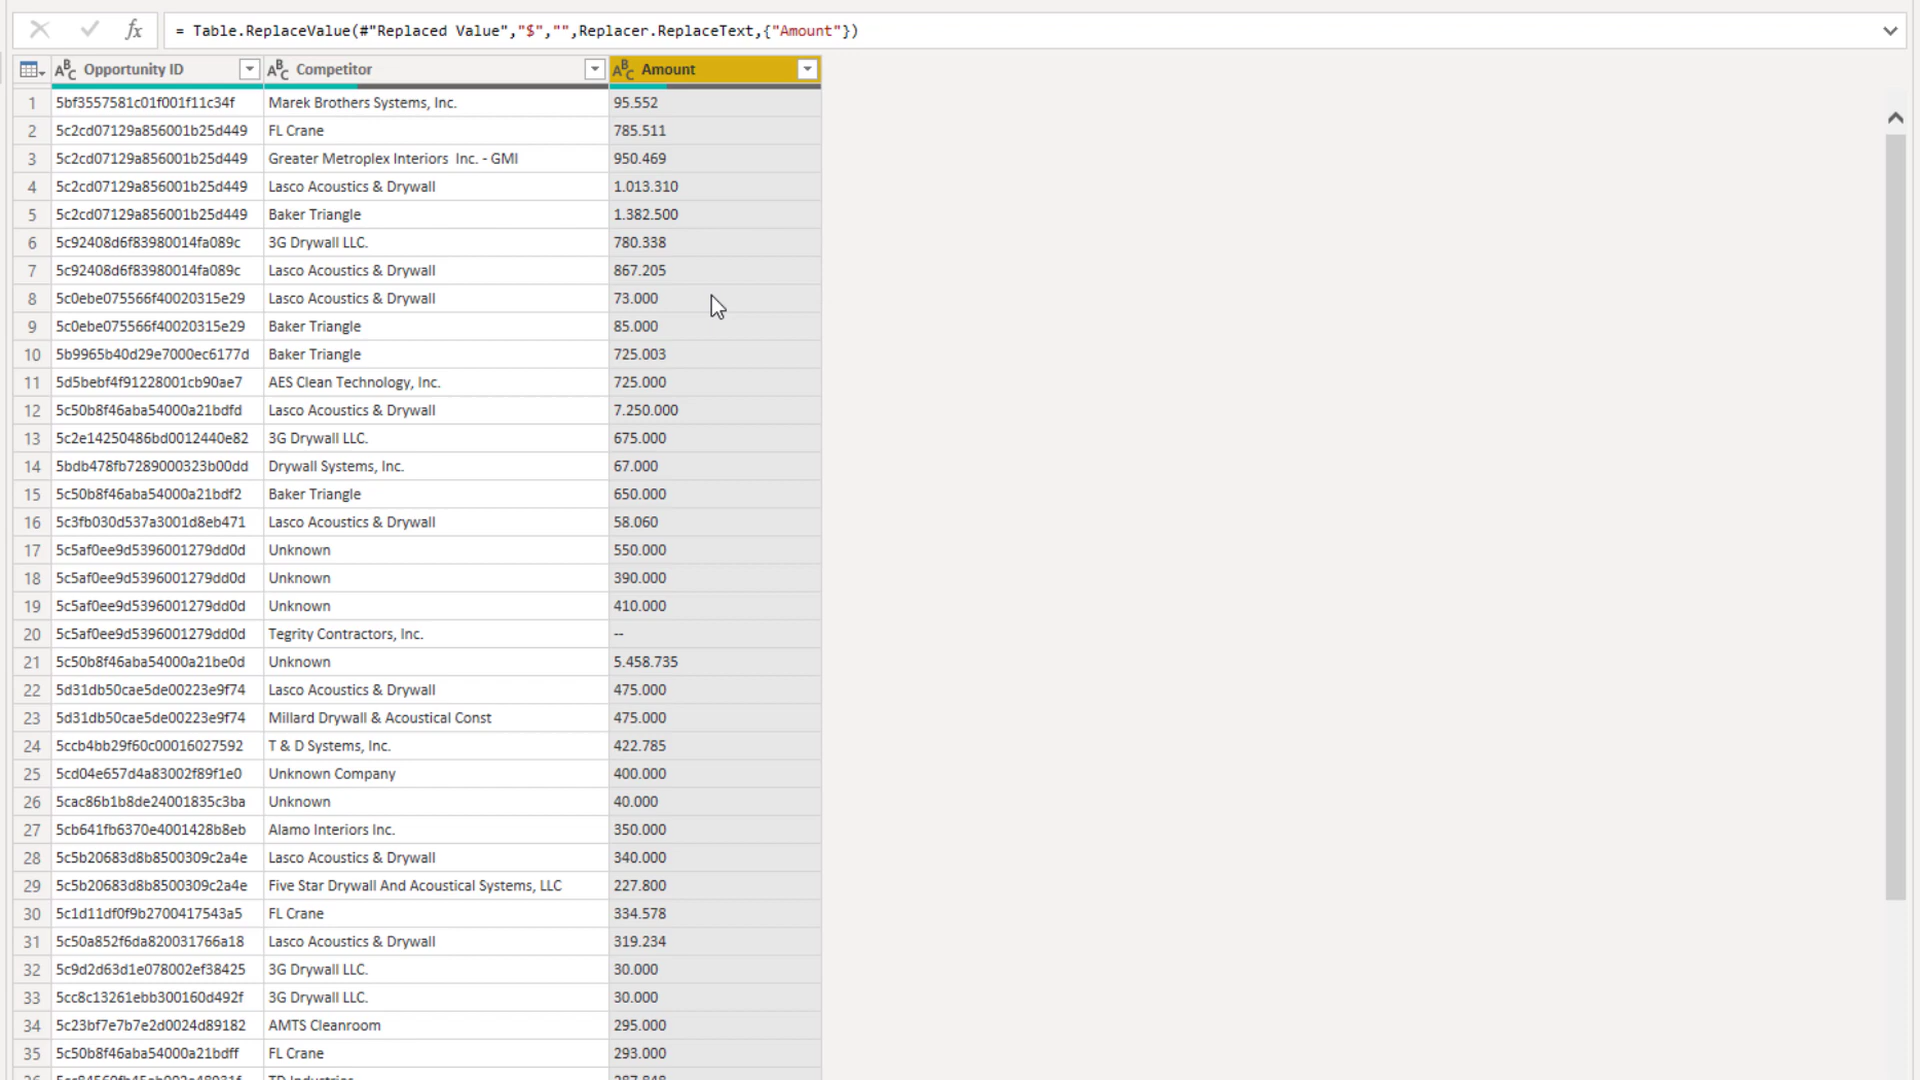 fx = Table.ReplaceValue(#"Replaced Value","$","",Replacer.ReplaceText,{"Amount"})
ABC Opportunity ID ABC Competitor ABC Amount
1 5bf3557581c01f001f11c34f Marek Brothers Systems, Inc. 95.552
2 5c2cd07129a856001b25d449 FL Crane 785.511
3 5c2cd07129a856001b25d449 Greater Metroplex Interiors  Inc. - GMI 950.469
4 5c2cd07129a856001b25d449 Lasco Acoustics & Drywall 1.013.310
5 5c2cd07129a856001b25d449 Baker Triangle 1.382.500
6 5c92408d6f83980014fa089c 3G Drywall LLC. 780.338
7 5c92408d6f83980014fa089c Lasco Acoustics & Drywall 867.205
8 5c0ebe075566f40020315e29 Lasco Acoustics & Drywall 73.000
9 5c0ebe075566f40020315e29 Baker Triangle 85.000
10 5b9965b40d29e7000ec6177d Baker Triangle 725.003
11 5d5bebf4f91228001cb90ae7 AES Clean Technology, Inc. 725.000
12 5c50b8f46aba54000a21bdfd Lasco Acoustics & Drywall 7.250.000
13 5c2e14250486bd0012440e82 3G Drywall LLC. 675.000
14 5bdb478fb7289000323b00dd Drywall Systems, Inc. 67.000
15 5c50b8f46aba54000a21bdf2 Baker Triangle 650.000
16 5c3fb030d537a3001d8eb471 Lasco Acoustics & Drywall 58.060
17 5c5af0ee9d5396001279dd0d Unknown 550.000
18 5c5af0ee9d5396001279dd0d Unknown 390.000
19 5c5af0ee9d5396001279dd0d Unknown 410.000
20 5c5af0ee9d5396001279dd0d Tegrity Contractors, Inc. --
21 5c50b8f46aba54000a21be0d Unknown 5.458.735
22 5d31db50cae5de00223e9f74 Lasco Acoustics & Drywall 475.000
23 5d31db50cae5de00223e9f74 Millard Drywall & Acoustical Const 475.000
24 5ccb4bb29f60c00016027592 T & D Systems, Inc. 422.785
25 5cd04e657d4a83002f89f1e0 Unknown Company 400.000
26 5cac86b1b8de24001835c3ba Unknown 40.000
27 5cb641fb6370e4001428b8eb Alamo Interiors Inc. 350.000
28 5c5b20683d8b8500309c2a4e Lasco Acoustics & Drywall 340.000
29 5c5b20683d8b8500309c2a4e Five Star Drywall And Acoustical Systems, LLC 227.800
30 5c1d11df0f9b2700417543a5 FL Crane 334.578
31 5c50a852f6da820031766a18 Lasco Acoustics & Drywall 319.234
32 5c9d2d63d1e078002ef38425 3G Drywall LLC. 30.000
33 5cc8c13261ebb300160d492f 3G Drywall LLC. 30.000
34 5c23bf7e7b7e2d0024d89182 AMTS Cleanroom 295.000
35 5c50b8f46aba54000a21bdff FL Crane 293.000